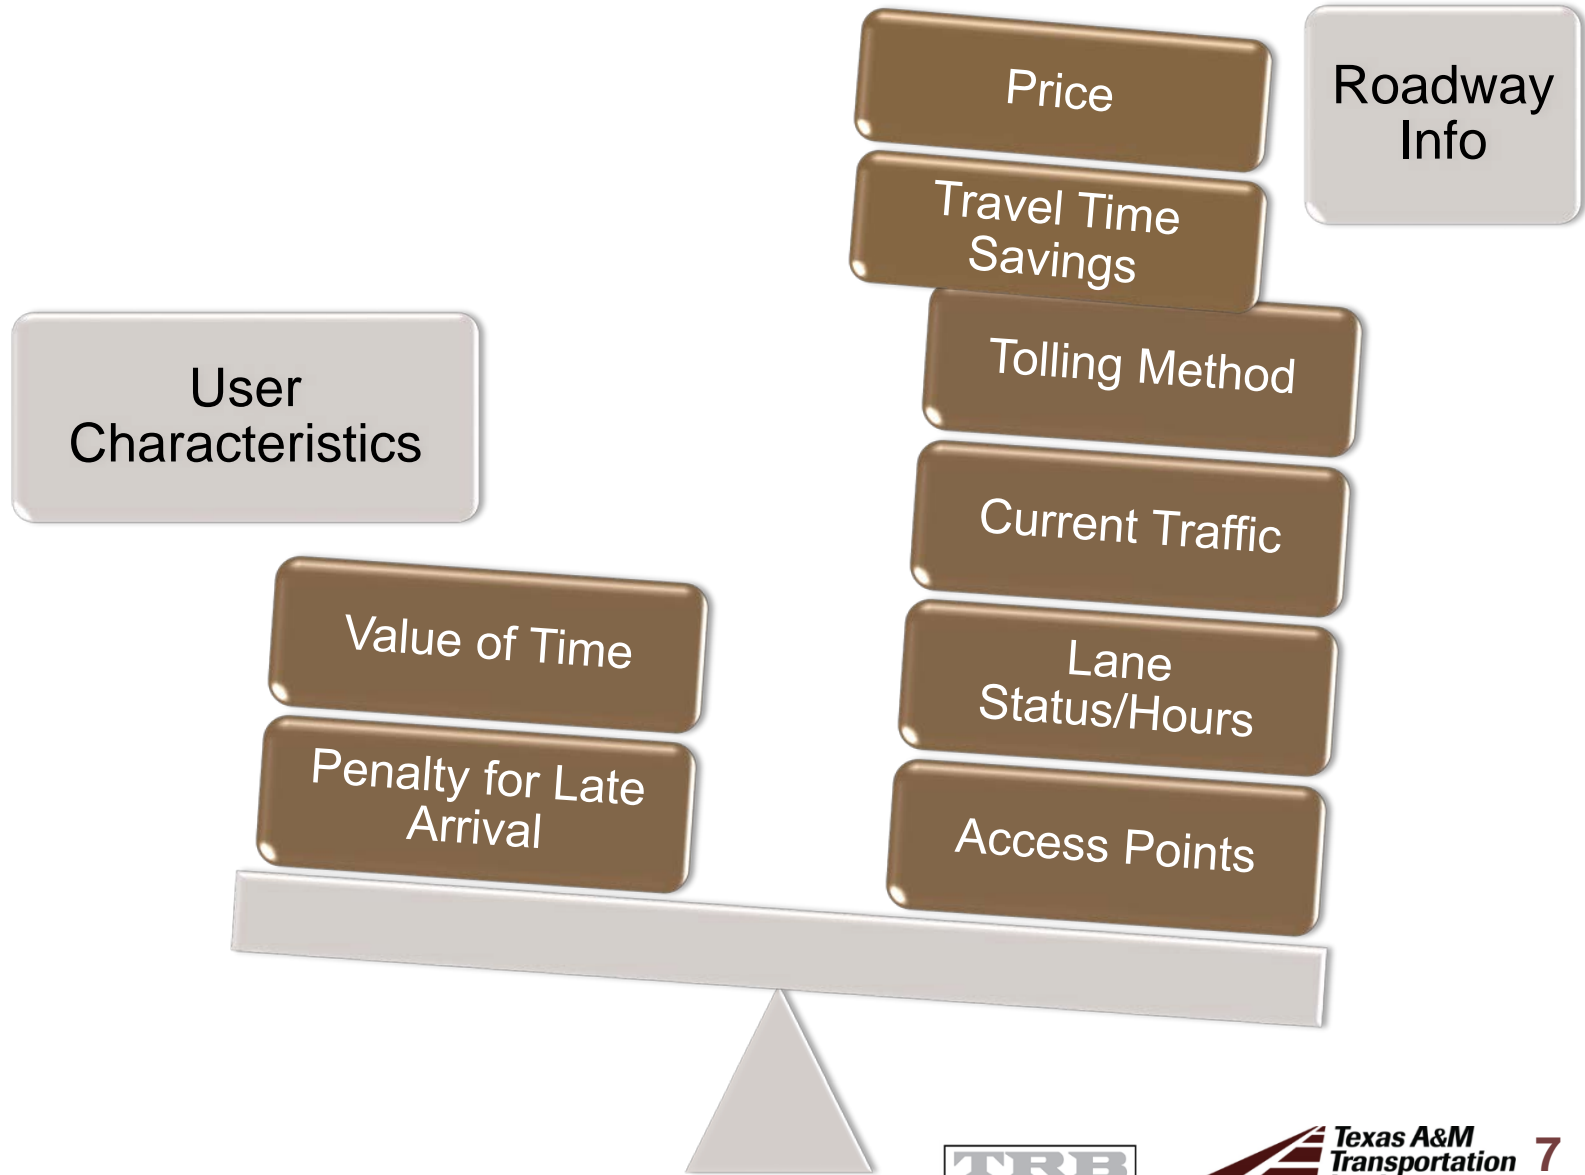 Price
Roadway
Info
Travel Time
Savings
Tolling Method
User
Characteristics
Current Traffic
Value of Time
Lane
Status/Hours
Penalty for Late
Arrival
Access Points
TRB
Texas A&M
Transportation
7